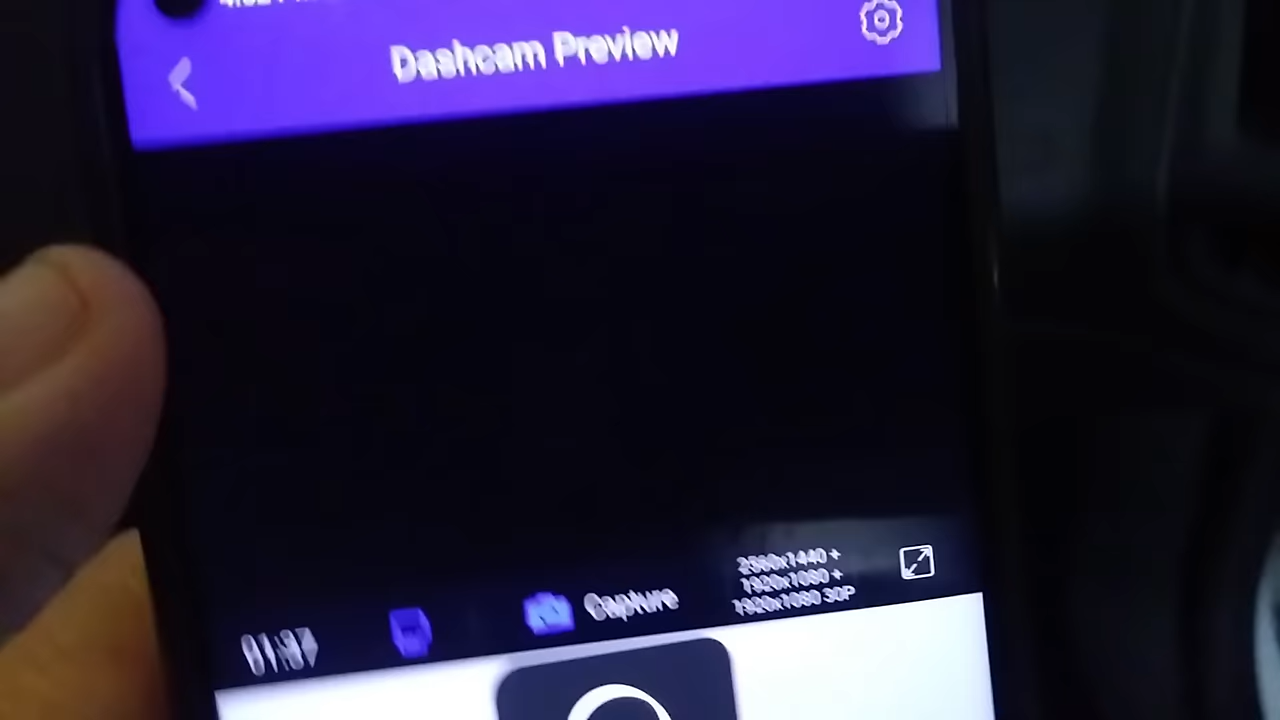 Dashcam Preview
Capture
2560x1440 +
1920x1080 +
1920x1080 30P